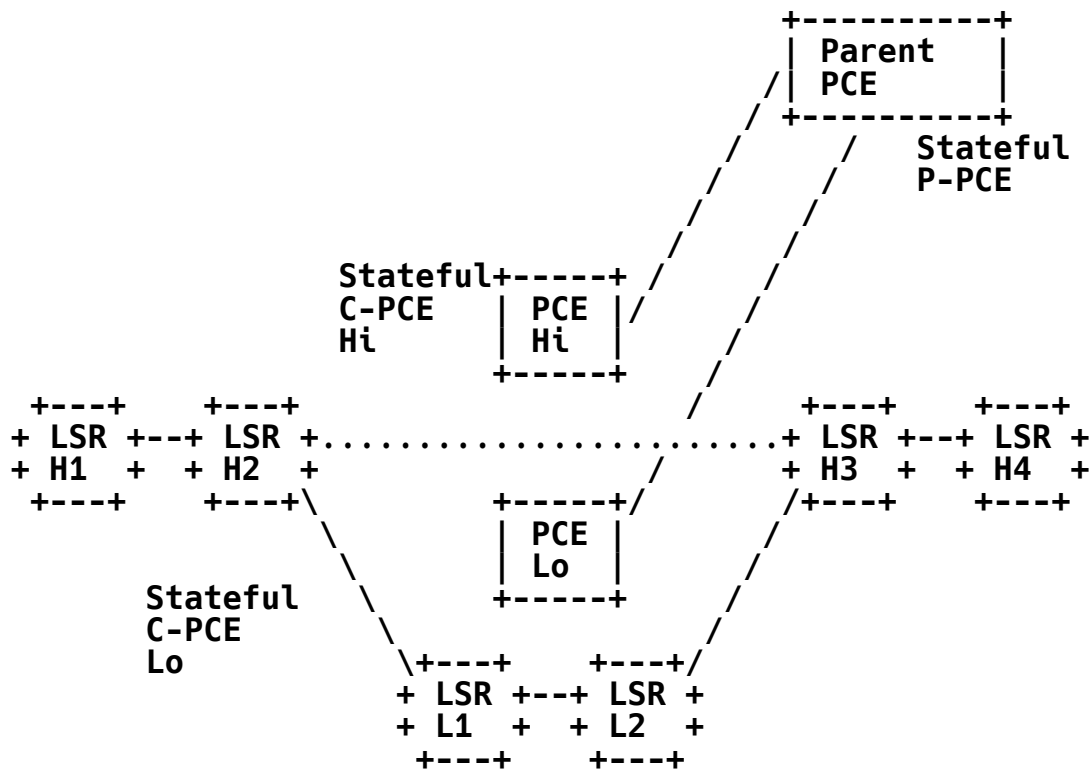 Parent
PCE
Stateful
P-PCE
Stateful
C-PCE
Hi
PCE
Hi
LSR LSR LSR LSR
H1 H2 H3 H4
PCE
Lo
Stateful
C-PCE
Lo
LSR LSR
L1 L2